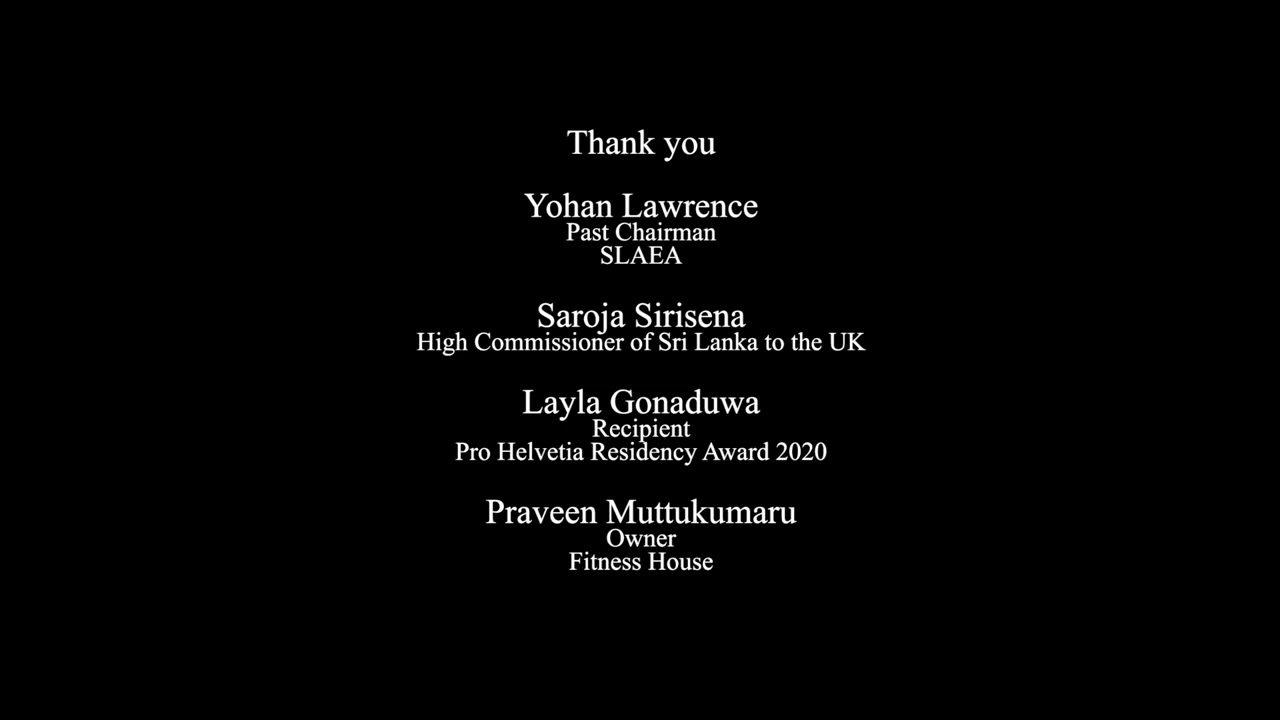 Thank you
Yohan Lawrence
Past Chairman
SLAEA
Saroja Sirisena
High Commissioner of Sri Lanka to the UK
Layla Gonaduwa
Recipient
Pro Helvetia Residency Award 2020
Praveen Muttukumaru
Owner
Fitness House